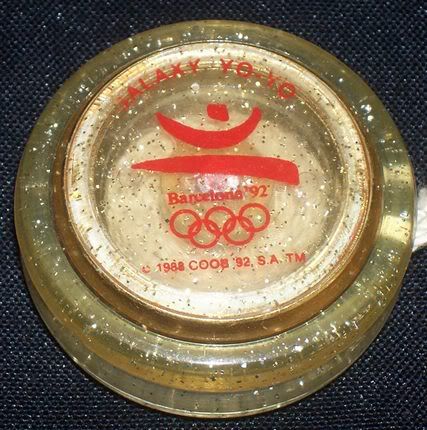 GALAXY YO-YO
Barcelona'92
© 1988 COOB '92, S.A. TM